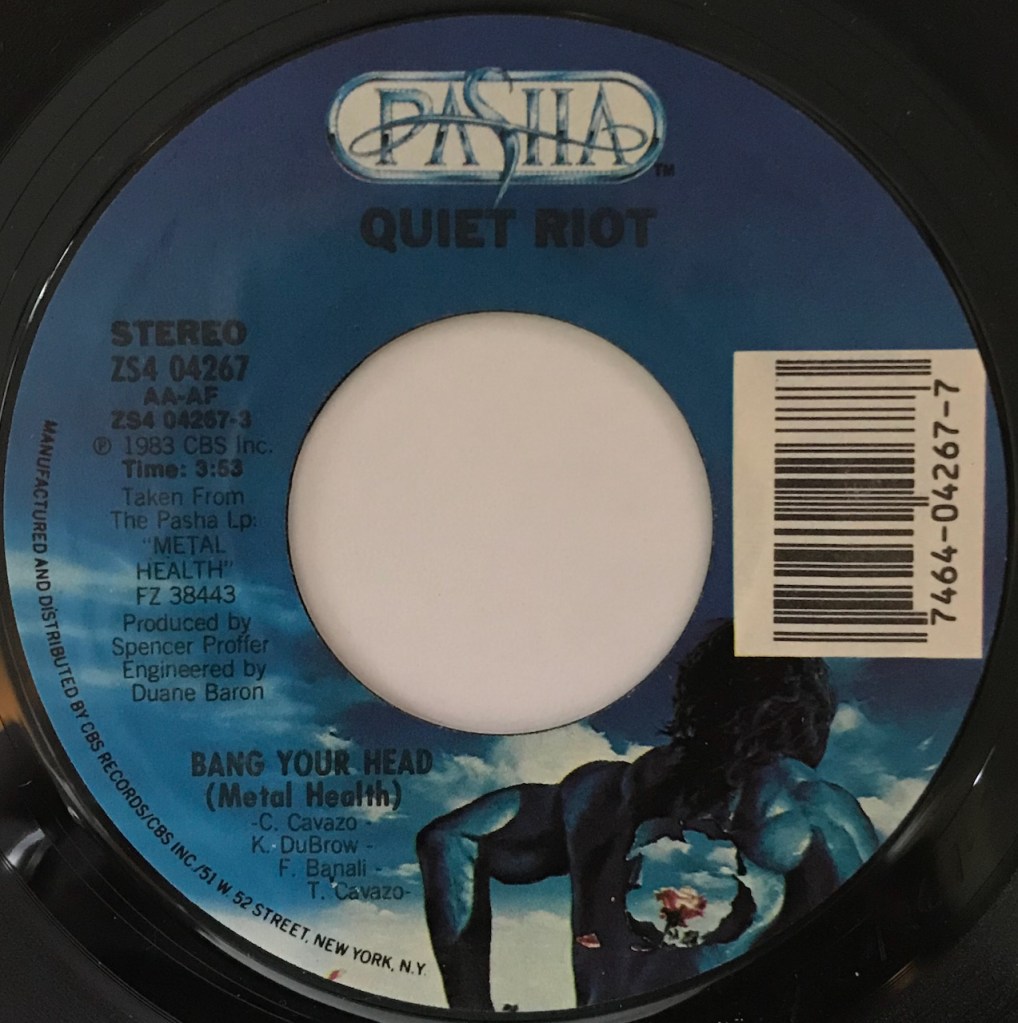 PASHA
TM
QUIET RIOT
STEREO
ZS4 04267
AA-AF
ZS4 04267-3
℗ 1983 CBS Inc.
Time: 3:53
Taken From
The Pasha Lp:
"METAL
HEALTH"
FZ 38443
Produced by
Spencer Proffer
Engineered by
Duane Baron
7464-04267-7
BANG YOUR HEAD
(Metal Health)
-C. Cavazo -
K. DuBrow -
F. Banali -
T. Cavazo-
MANUFACTURED AND DISTRIBUTED BY CBS RECORDS/CBS INC./51 W. 52 STREET, NEW YORK, N.Y.